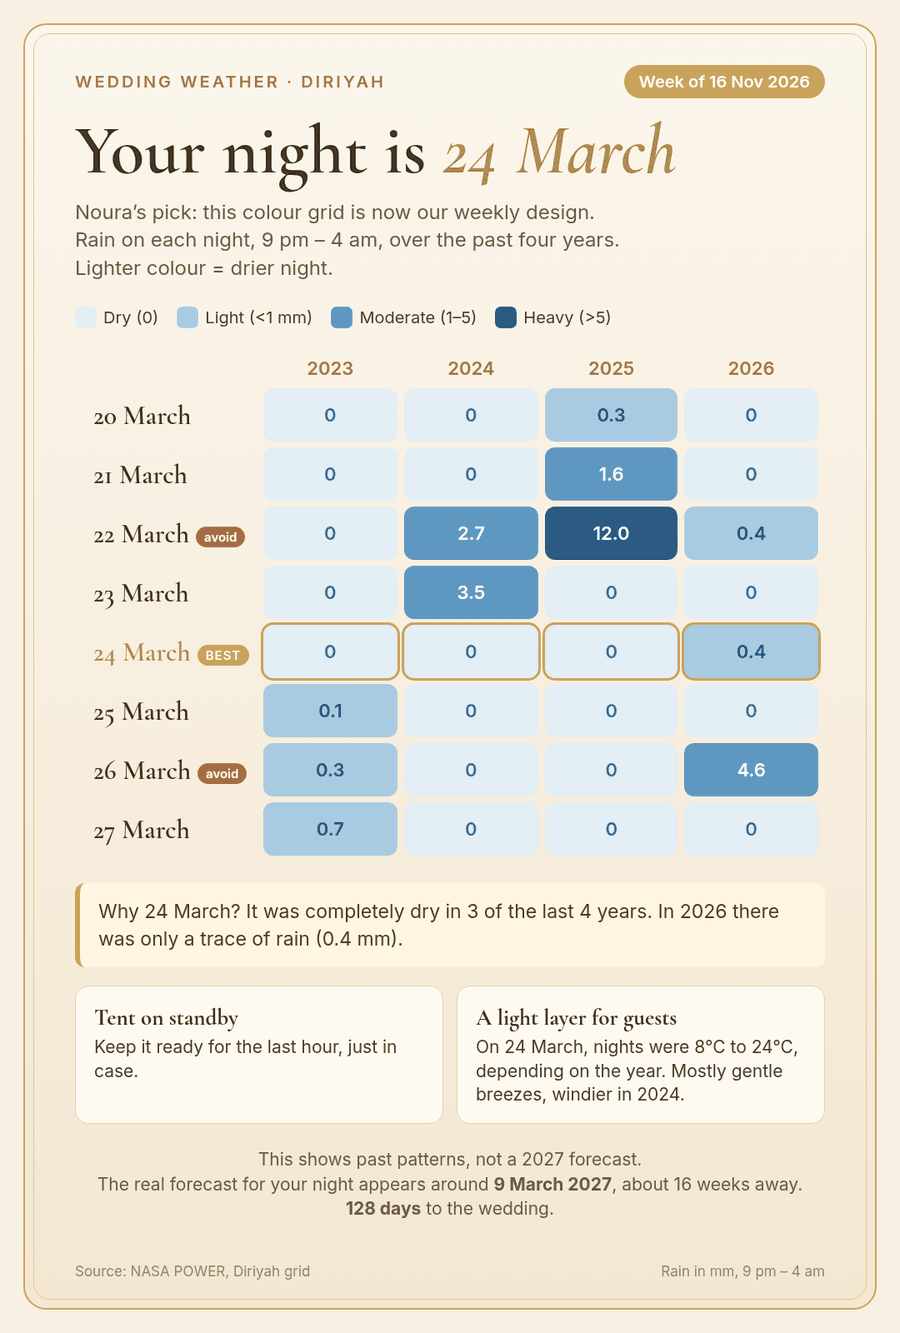 WEDDING WEATHER · DIRIYAH
Week of 16 Nov 2026
Your night is 24 March
Noura’s pick: this colour grid is now our weekly design.
Rain on each night, 9 pm – 4 am, over the past four years.
Lighter colour = drier night.
Dry (0) Light (<1 mm) Moderate (1–5) Heavy (>5)
2023 2024 2025 2026
20 March 0 0 0.3 0
21 March 0 0 1.6 0
22 March avoid 0 2.7 12.0 0.4
23 March 0 3.5 0 0
24 March BEST 0 0 0 0.4
25 March 0.1 0 0 0
26 March avoid 0.3 0 0 4.6
27 March 0.7 0 0 0
Why 24 March? It was completely dry in 3 of the last 4 years. In 2026 there
was only a trace of rain (0.4 mm).
Tent on standby
Keep it ready for the last hour, just in
case.
A light layer for guests
On 24 March, nights were 8°C to 24°C,
depending on the year. Mostly gentle
breezes, windier in 2024.
This shows past patterns, not a 2027 forecast.
The real forecast for your night appears around 9 March 2027, about 16 weeks away.
128 days to the wedding.
Source: NASA POWER, Diriyah grid
Rain in mm, 9 pm – 4 am